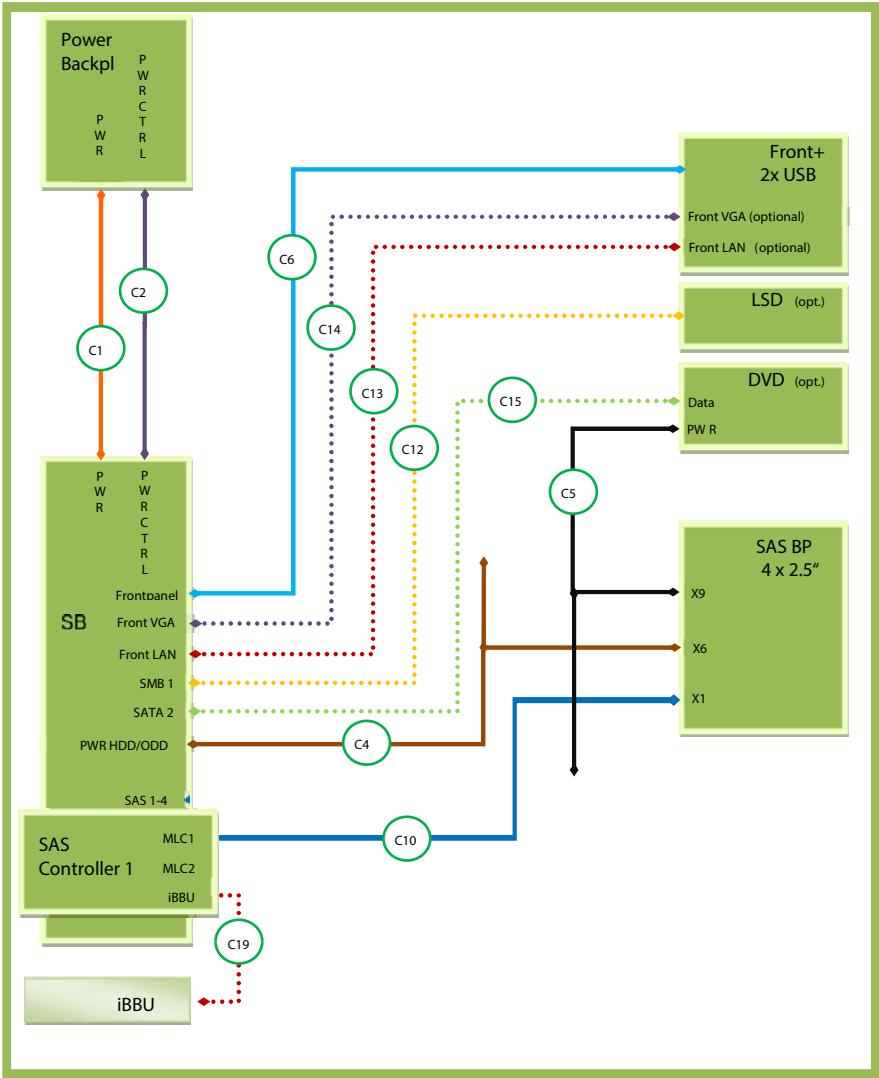 Power
Backpl
PWR
PWRCTRL
C1
C2
C6
C14
C13
C12
C15
C5
Front+
2x USB
Front VGA (optional)
Front LAN (optional)
LSD (opt.)
DVD (opt.)
Data
PW R
SAS BP
4 x 2.5“
X9
X6
X1
PWR
PWRCTRL
SB
Frontpanel
Front VGA
Front LAN
SMB 1
SATA 2
PWR HDD/ODD
SAS 1-4
C4
SAS
Controller 1
MLC1
MLC2
iBBU
C10
C19
iBBU